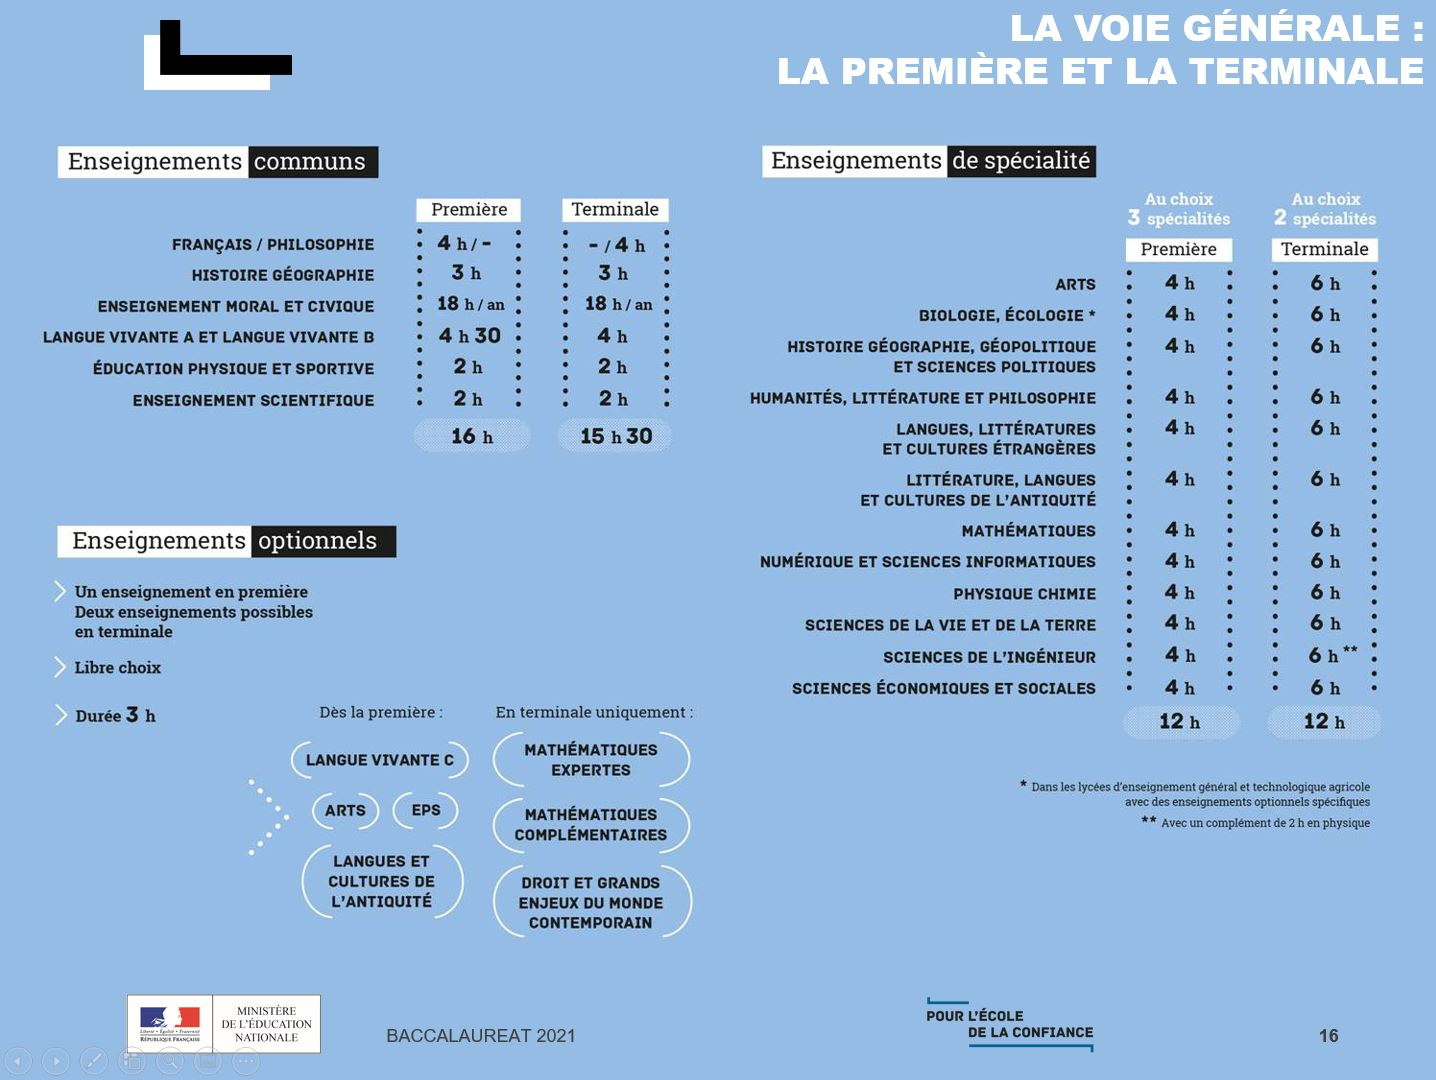 LA VOIE GÉNÉRALE :
LA PREMIÈRE ET LA TERMINALE
Enseignements communs
Première Terminale
FRANÇAIS / PHILOSOPHIE 4 h / - - / 4 h
HISTOIRE GÉOGRAPHIE 3 h 3 h
ENSEIGNEMENT MORAL ET CIVIQUE 18 h / an 18 h / an
LANGUE VIVANTE A ET LANGUE VIVANTE B 4 h 30 4 h
ÉDUCATION PHYSIQUE ET SPORTIVE 2 h 2 h
ENSEIGNEMENT SCIENTIFIQUE 2 h 2 h
16 h 15 h 30
Enseignements optionnels
Un enseignement en première
Deux enseignements possibles
en terminale
Libre choix
Durée 3 h
Dès la première :
LANGUE VIVANTE C
ARTS EPS
LANGUES ET
CULTURES DE
L'ANTIQUITÉ
En terminale uniquement :
MATHÉMATIQUES
EXPERTES
MATHÉMATIQUES
COMPLÉMENTAIRES
DROIT ET GRANDS
ENJEUX DU MONDE
CONTEMPORAIN
Enseignements de spécialité
Au choix Au choix
3 spécialités 2 spécialités
Première Terminale
ARTS 4 h 6 h
BIOLOGIE, ÉCOLOGIE * 4 h 6 h
HISTOIRE GÉOGRAPHIE, GÉOPOLITIQUE 4 h 6 h
ET SCIENCES POLITIQUES
HUMANITÉS, LITTÉRATURE ET PHILOSOPHIE 4 h 6 h
LANGUES, LITTÉRATURES 4 h 6 h
ET CULTURES ÉTRANGÈRES
LITTÉRATURE, LANGUES 4 h 6 h
ET CULTURES DE L'ANTIQUITÉ
MATHÉMATIQUES 4 h 6 h
NUMÉRIQUE ET SCIENCES INFORMATIQUES 4 h 6 h
PHYSIQUE CHIMIE 4 h 6 h
SCIENCES DE LA VIE ET DE LA TERRE 4 h 6 h
SCIENCES DE L'INGÉNIEUR 4 h 6 h **
SCIENCES ÉCONOMIQUES ET SOCIALES 4 h 6 h
12 h 12 h
* Dans les lycées d'enseignement général et technologique agricole
avec des enseignements optionnels spécifiques
** Avec un complément de 2 h en physique
Liberté • Égalité • Fraternité
RÉPUBLIQUE FRANÇAISE
MINISTÈRE
DE L'ÉDUCATION
NATIONALE
BACCALAUREAT 2021
POUR L'ÉCOLE
DE LA CONFIANCE
16